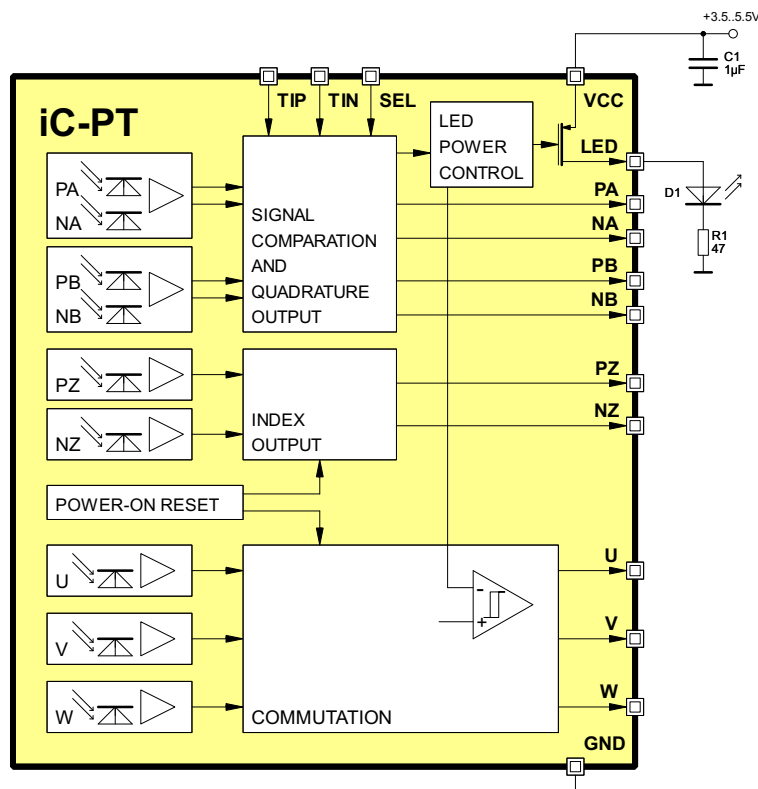 +3.5..5.5V
C1
1µF
TIP TIN SEL VCC
iC-PT
LED
POWER
CONTROL
LED
PA
NA
SIGNAL
COMPARATION
AND
QUADRATURE
OUTPUT
PA
NA
D1
R1
47
PB
NB
PB
NB
PZ
NZ
INDEX
OUTPUT
PZ
NZ
POWER-ON RESET
U
V
W
-
+
COMMUTATION
U
V
W
GND